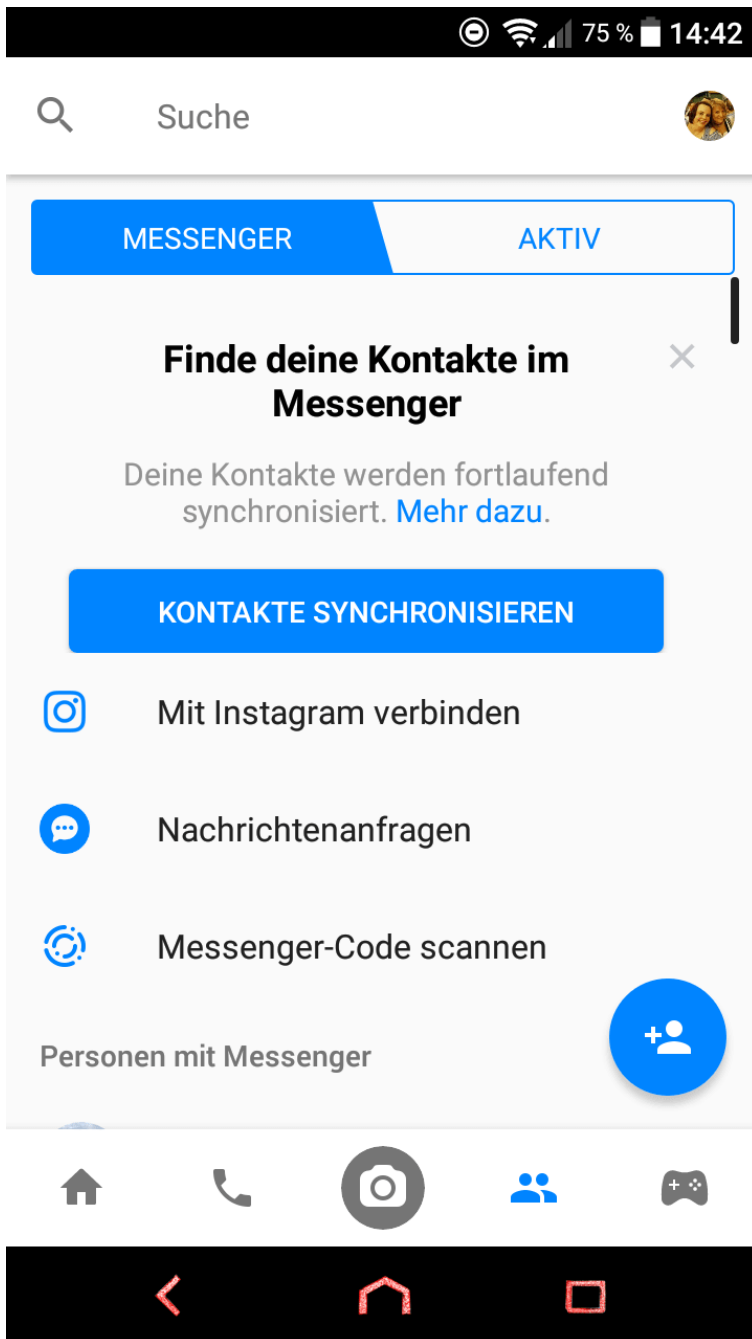 75 % 14:42
Suche
MESSENGER AKTIV
Finde deine Kontakte im
Messenger
Deine Kontakte werden fortlaufend
synchronisiert. Mehr dazu.
KONTAKTE SYNCHRONISIEREN
Mit Instagram verbinden
Nachrichtenanfragen
Messenger-Code scannen
Personen mit Messenger